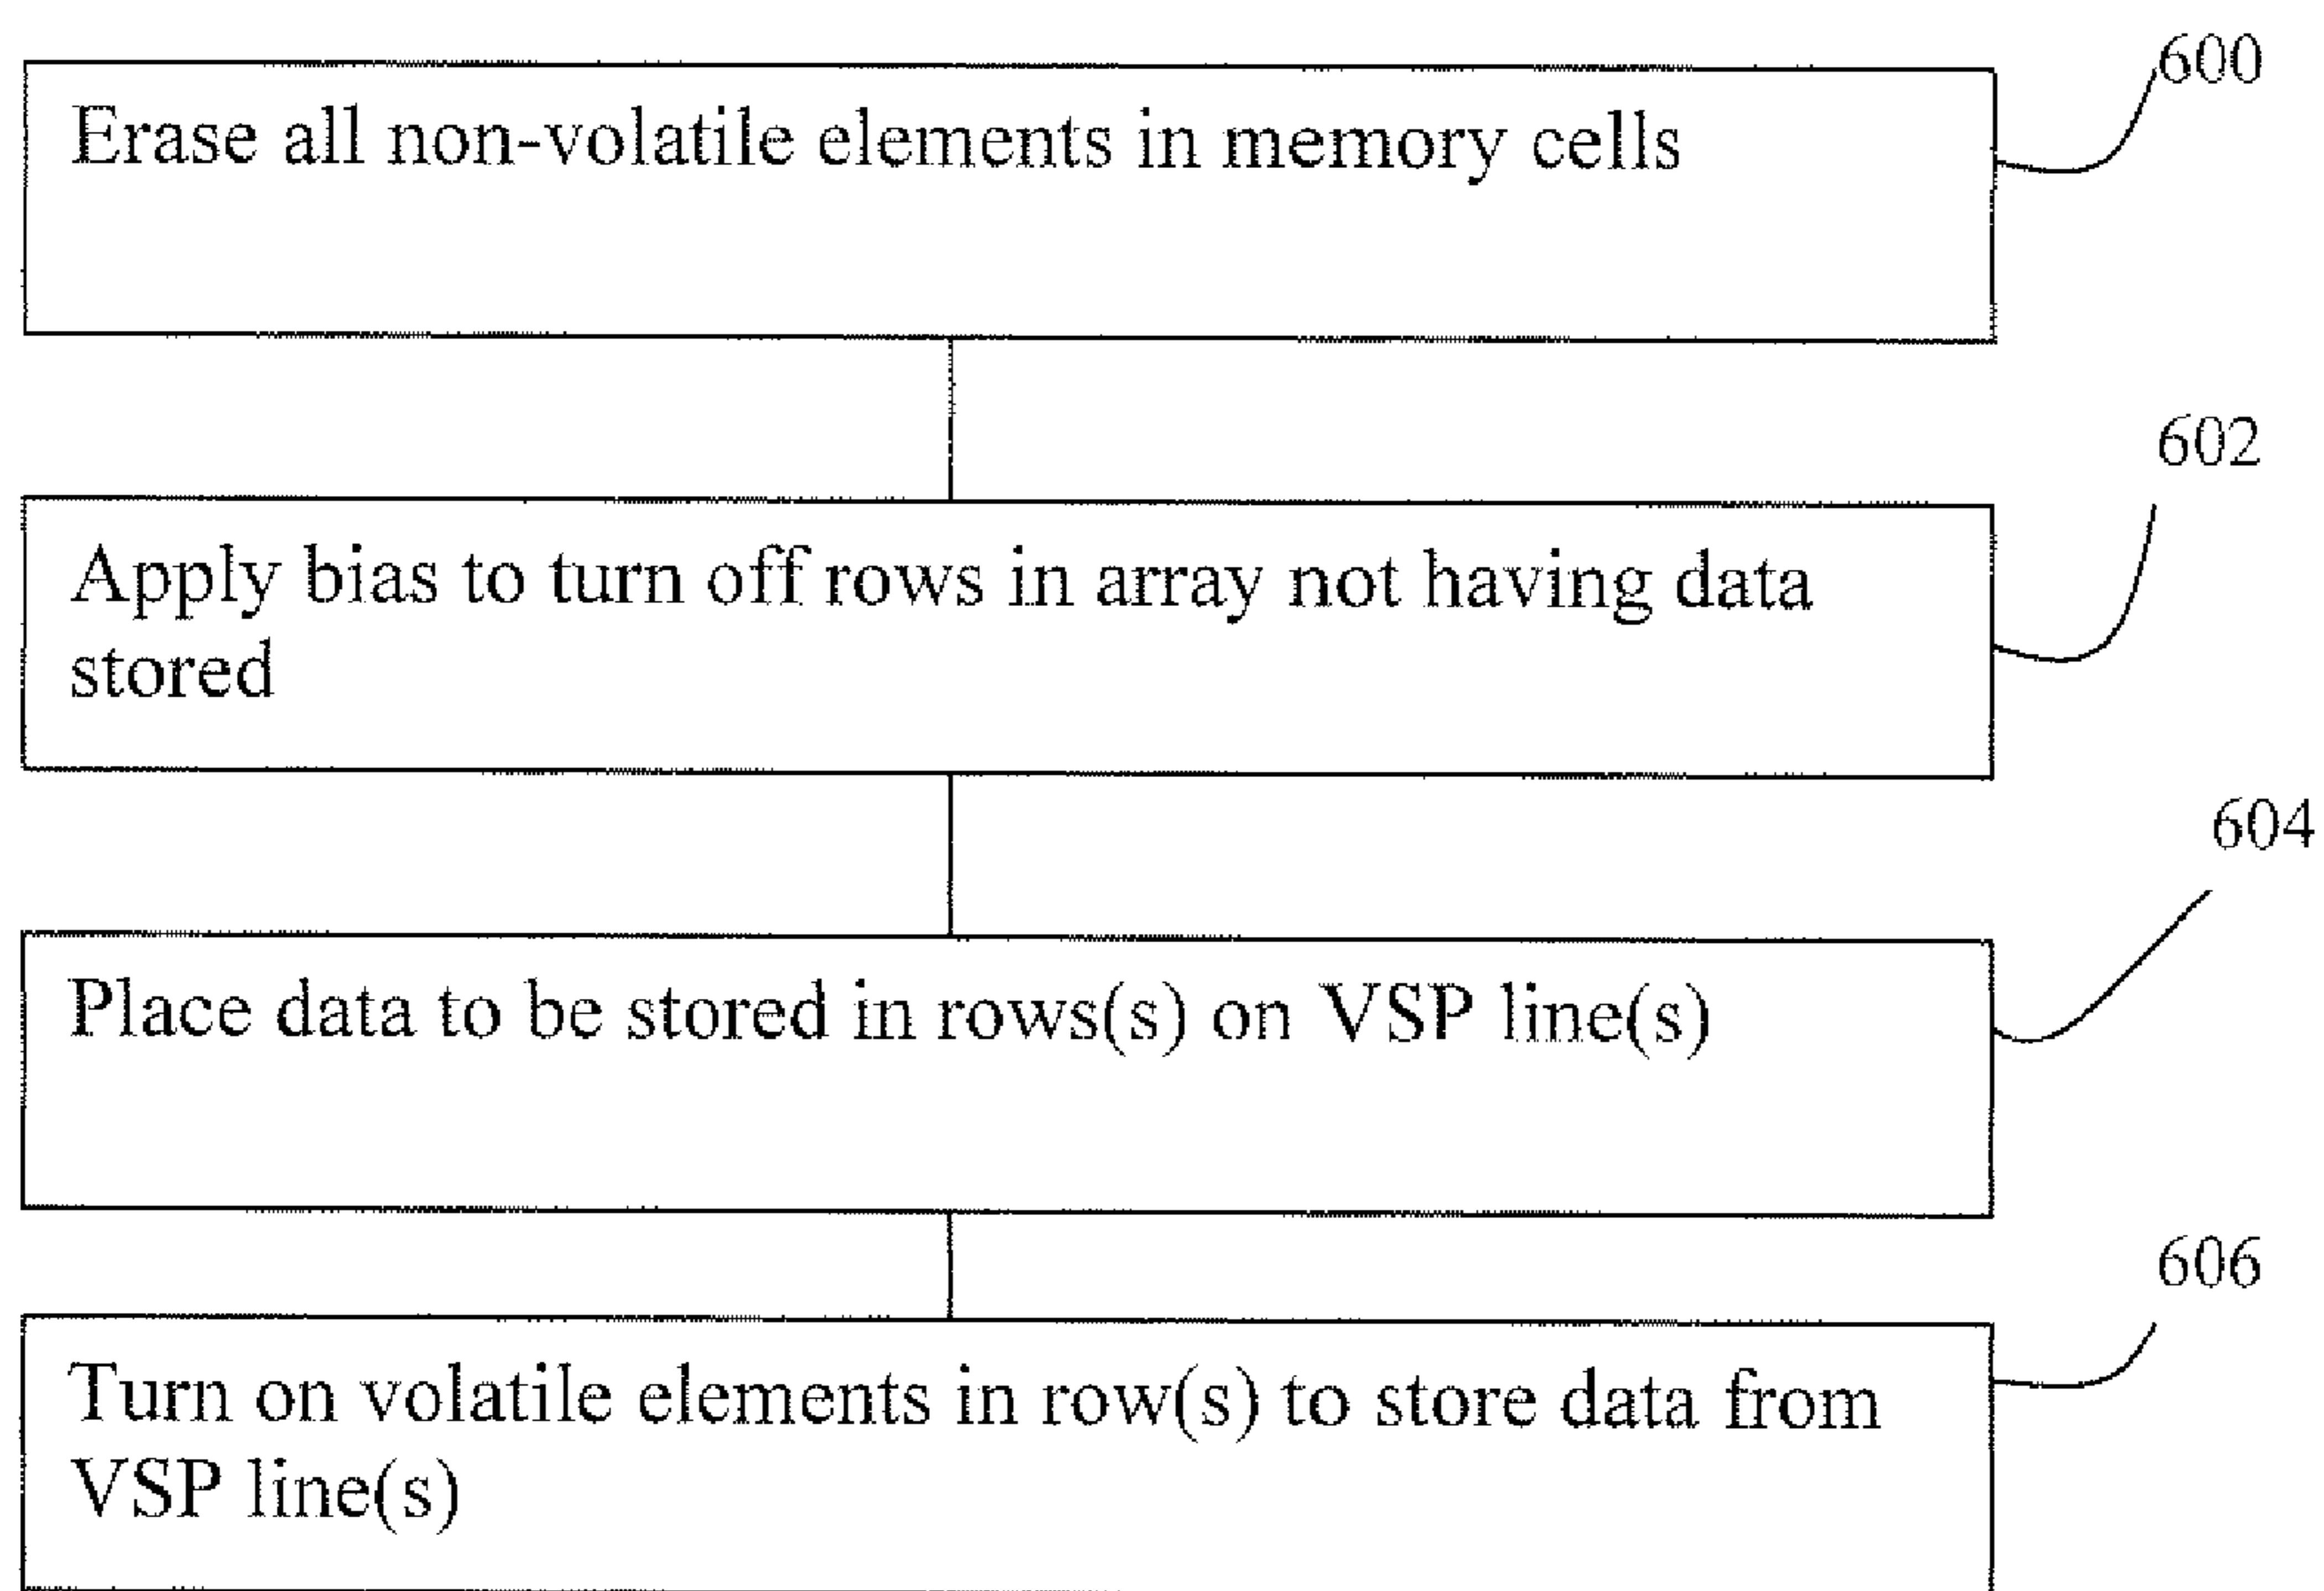 600
Erase all non-volatile elements in memory cells
602
Apply bias to turn off rows in array not having data
stored
604
Place data to be stored in rows(s) on VSP line(s)
606
Turn on volatile elements in row(s) to store data from
VSP line(s)